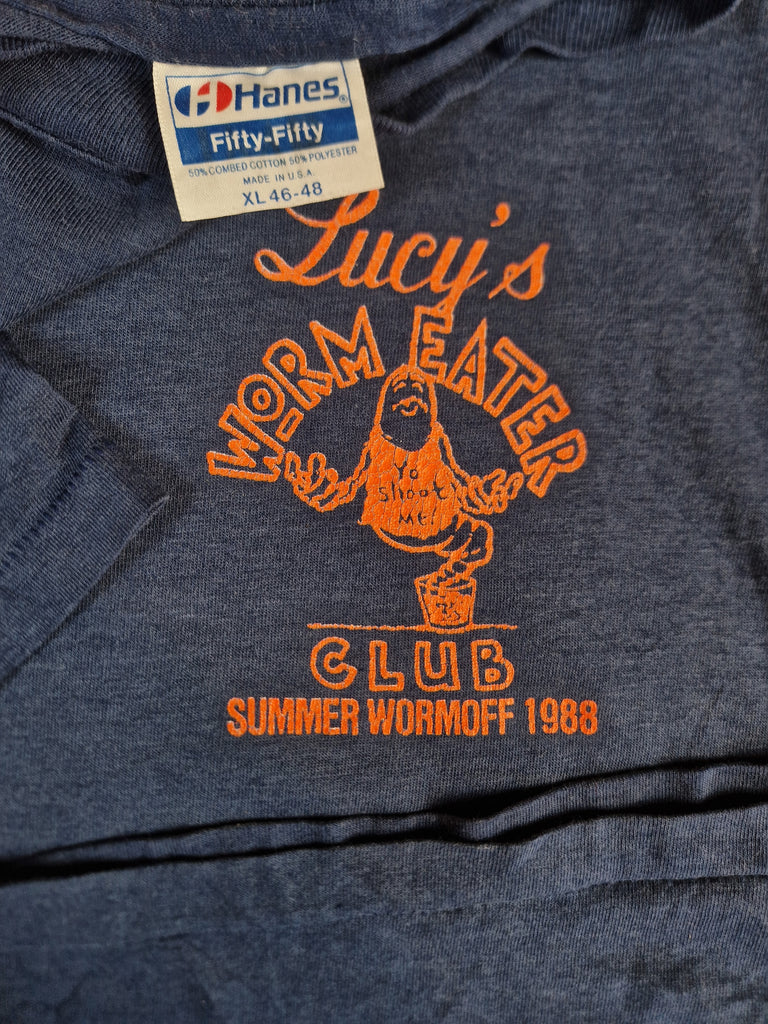 Hanes®
Fifty-Fifty
50% COMBED COTTON 50% POLYESTER
MADE IN U.S.A.
XL 46-48
Lucy's
WORM EATER
Yo
shoot
Me!
CLUB
SUMMER WORMOFF 1988